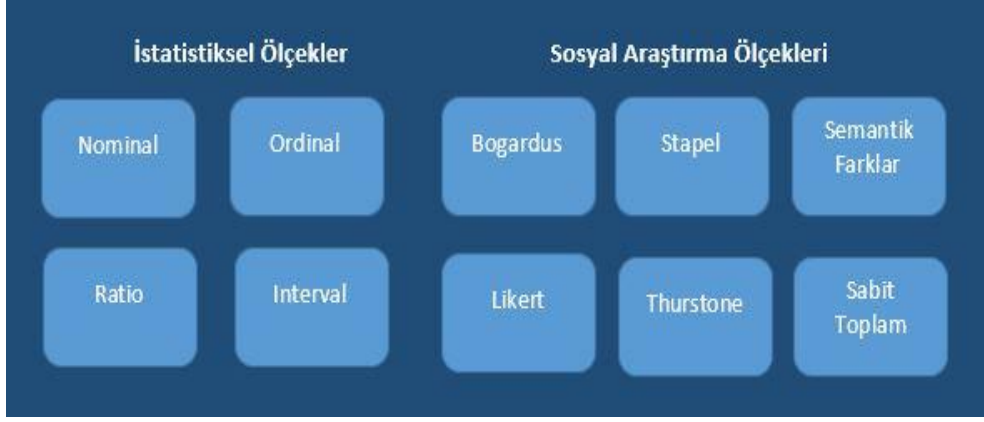 İstatistiksel Ölçekler
Sosyal Araştırma Ölçekleri
Nominal
Ordinal
Bogardus
Stapel
Semantik
Farklar
Ratio
Interval
Likert
Thurstone
Sabit
Toplam